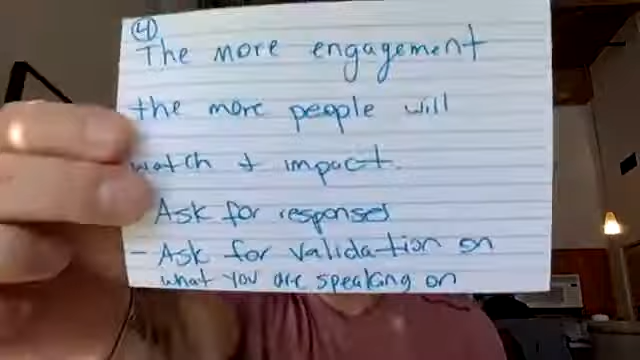 4
The more engagement
the more people will
watch & impact.
Ask for responses
- Ask for validation on
what you are speaking on